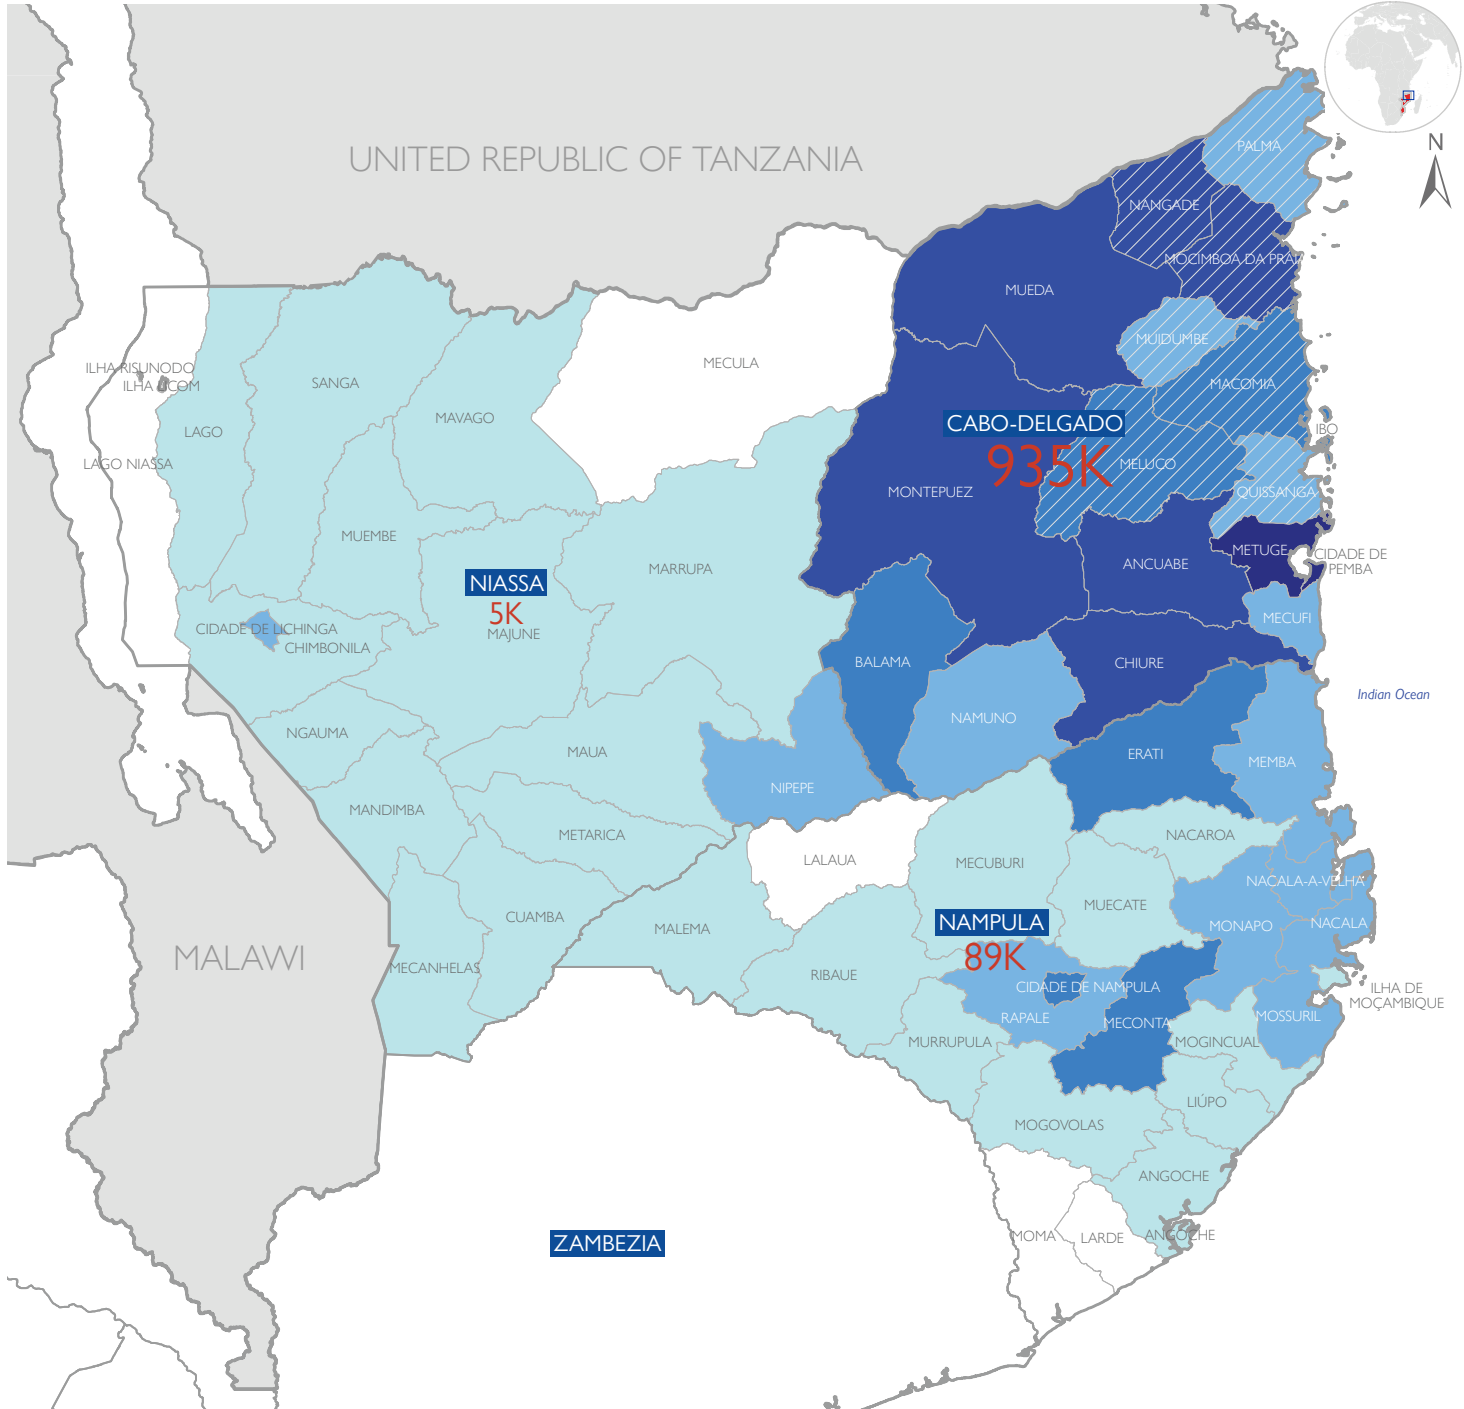 N
PALMA
UNITED REPUBLIC OF TANZANIA
NANGADE
MOCIMBOA DA PRAI
MUEDA
MUIDUMBE
MECULA
ILHA RISUNODO
ILHA LICOM
SANGA
MACOMIA
MAVAGO
CABO-DELGADO
935K
LAGO
IBO
LAGO NIASSA
MELUCO
MONTEPUEZ
QUISSANGA
MUEMBE
METUGE
CIDADE DE
PEMBA
ANCUABE
MARRUPA
NIASSA
5K
MAJUNE
MECUFI
CIDADE DE LICHINGA
CHIMBONILA
BALAMA
CHIURE
Indian Ocean
NAMUNO
NGAUMA
MAUA
ERATI
MEMBA
NIPEPE
MANDIMBA
METARICA
NACAROA
LALAUA
MECUBURI
NACALA-A-VELHA
MUECATE
CUAMBA
NAMPULA
89K
MALEMA
MONAPO
NACALA
MALAWI
MECANHELAS
RIBAUE
CIDADE DE NAMPULA
ILHA DE
MOÇAMBIQUE
RAPALE
MECONTA
MOSSURIL
MURRUPULA
MOGINCUAL
LIÚPO
MOGOVOLAS
ANGOCHE
MOMA
LARDE
ANGOCHE
ZAMBEZIA